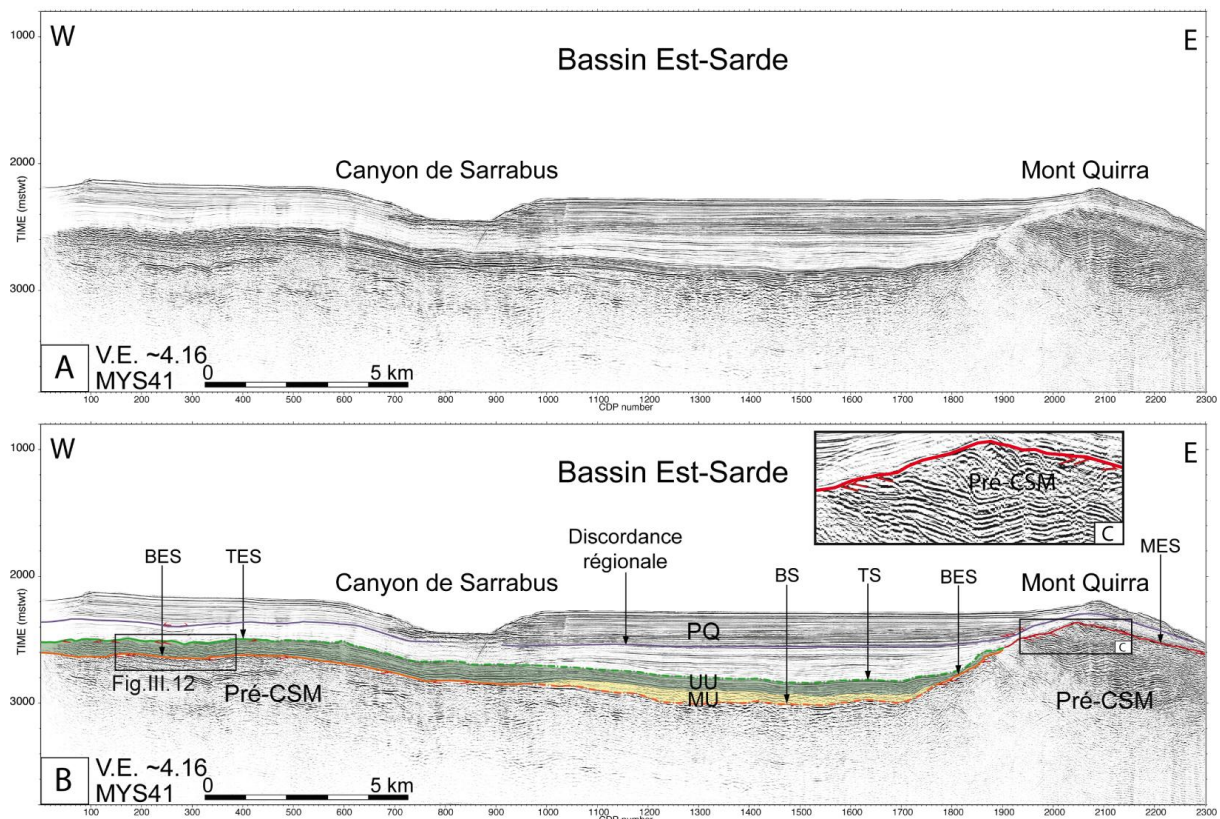 1000
W
E
Bassin Est-Sarde
2000
Canyon de Sarrabus
Mont Quirra
TIME (mstwt)
3000
A
V.E. ~4.16
MYS41
0 5 km
100 200 300 400 500 600 700 800 900 1000 1100 1200 1300 1400 1500 1600 1700 1800 1900 2000 2100 2200 2300
CDP number
1000
W
E
Bassin Est-Sarde
Pré-CSM
C
Discordance
régionale
BES
TES
BS
TS
BES
MES
2000
Canyon de Sarrabus
Mont Quirra
TIME (mstwt)
PQ
C
UU
MU
Fig.III.12
Pré-CSM
Pré-CSM
3000
B
V.E. ~4.16
MYS41
0 5 km
100 200 300 400 500 600 700 800 900 1000 1100 1200 1300 1400 1500 1600 1700 1800 1900 2000 2100 2200 2300
CDP number